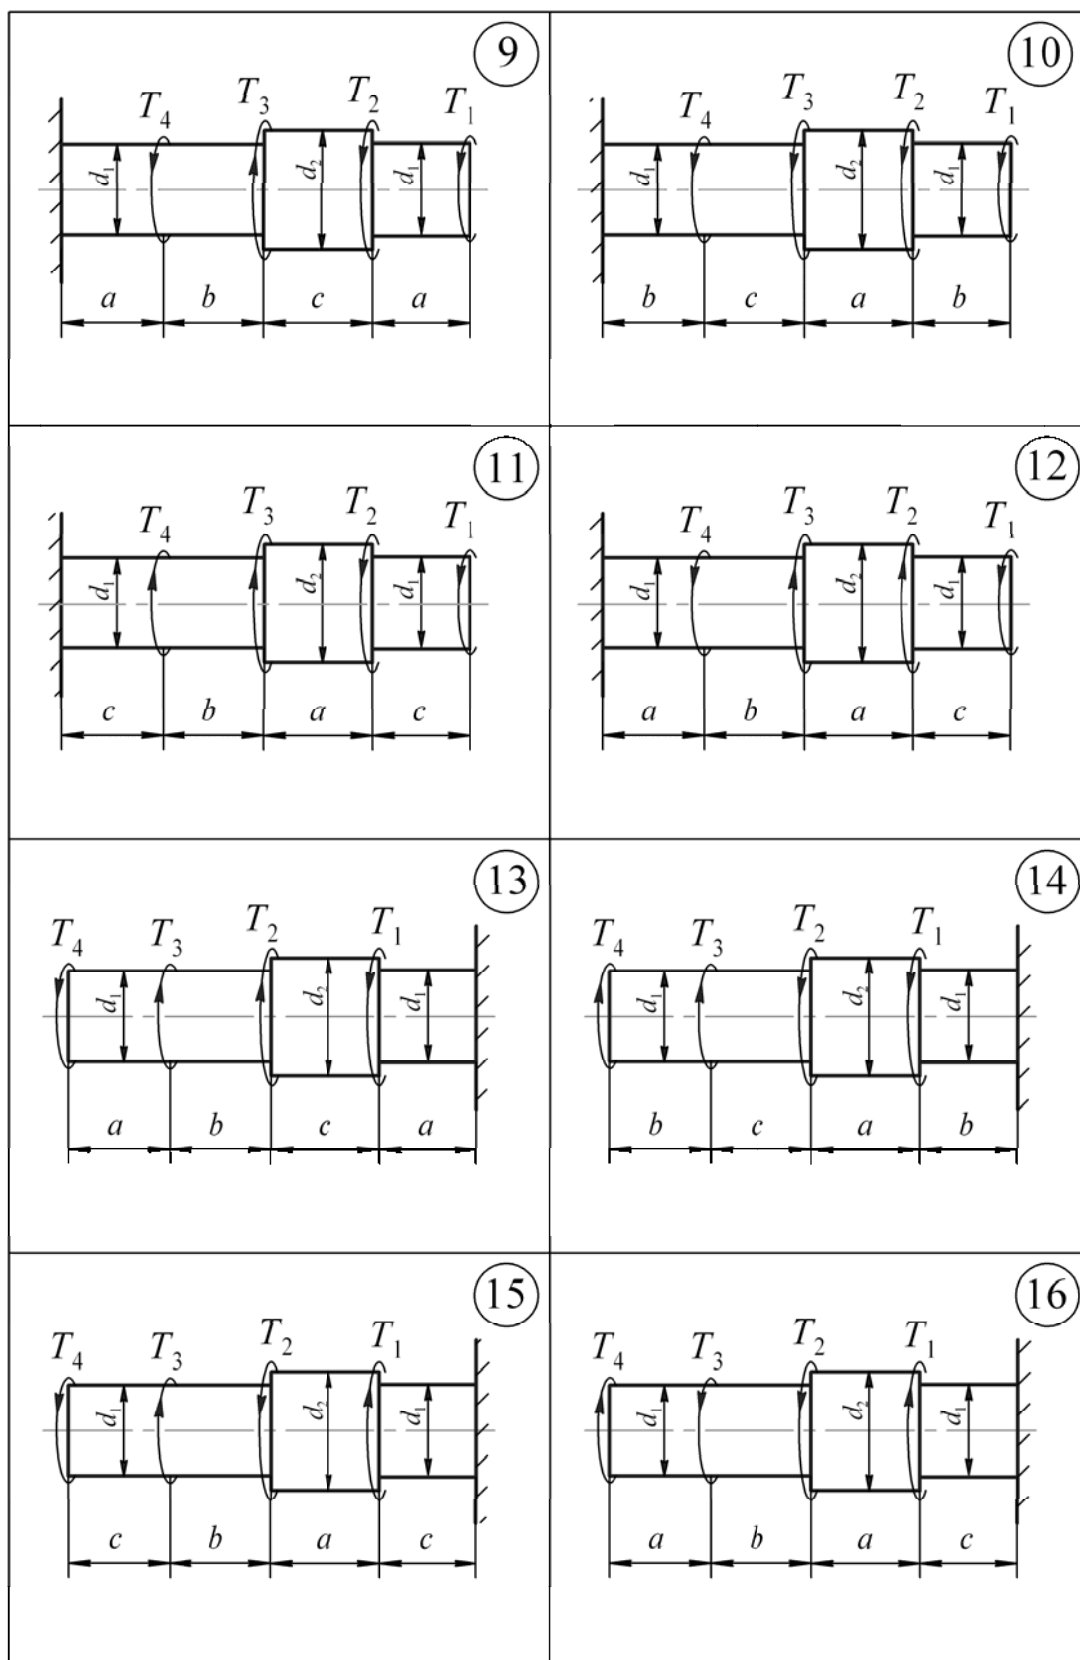 9
T₄ T₃ T₂ T₁
d₁ d₂ d₁
a b c a
10
T₄ T₃ T₂ T₁
d₁ d₂ d₁
b c a b
11
T₄ T₃ T₂ T₁
d₁ d₂ d₁
c b a c
12
T₄ T₃ T₂ T₁
d₁ d₂ d₁
a b a c
13
T₄ T₃ T₂ T₁
d₁ d₂ d₁
a b c a
14
T₄ T₃ T₂ T₁
d₁ d₂ d₁
b c a b
15
T₄ T₃ T₂ T₁
d₁ d₂ d₁
c b a c
16
T₄ T₃ T₂ T₁
d₁ d₂ d₁
a b a c